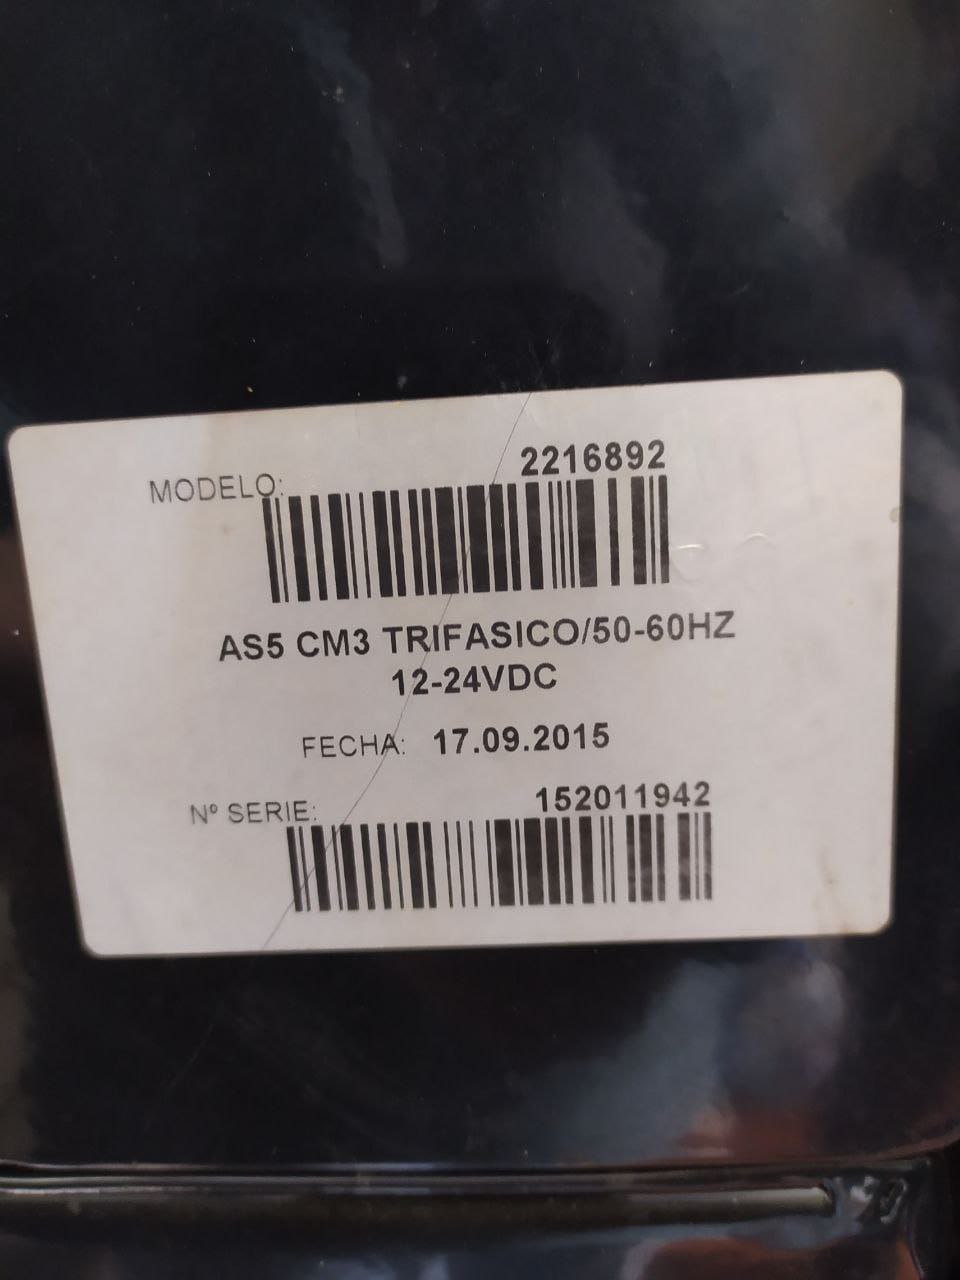 MODELO: 2216892
AS5 CM3 TRIFASICO/50-60HZ
12-24VDC
FECHA: 17.09.2015
Nº SERIE: 152011942